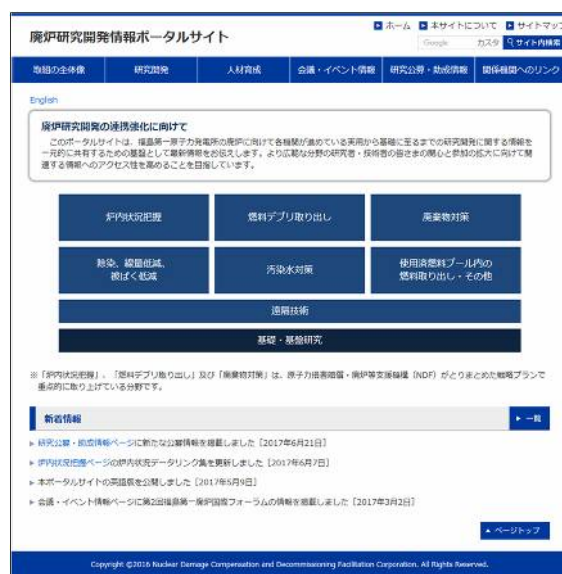 廃炉研究開発情報ポータルサイト
ホーム 本サイトについて サイトマップ
Google カスタ サイト内検索
取組の全体像 研究開発 人材育成 会議・イベント情報 研究公募・助成情報 関係機関へのリンク
English
廃炉研究開発の連携強化に向けて
このポータルサイトは、福島第一原子力発電所の廃炉に向けて各機関が進めている実用から基礎に至るまでの研究開発に関する情報を
一元的に共有するための基盤として最新情報をお伝えします。より広範な分野の研究者・技術者の皆さまの関心と参加の拡大に向けて関
連する情報へのアクセス性を高めることを目指しています。
炉内状況把握 燃料デブリ取り出し 廃棄物対策
除染、線量低減、
被ばく低減
汚染水対策
使用済燃料プール内の
燃料取り出し・その他
遠隔技術
基礎・基盤研究
※「炉内状況把握」、「燃料デブリ取り出し」及び「廃棄物対策」は、原子力損害賠償・廃炉等支援機構(NDF)がとりまとめた戦略プランで
重点的に取り上げている分野です。
新着情報 一覧
研究公募・助成情報ページに新たな公募情報を掲載しました [2017年6月21日]
炉内状況把握ページの炉内状況データリンク集を更新しました [2017年6月7日]
本ポータルサイトの英語版を公開しました [2017年5月9日]
会議・イベント情報ページに第2回福島第一廃炉国際フォーラムの情報を掲載しました [2017年3月2日]
ページトップ
Copyright ©2016 Nuclear Damage Compensation and Decommissioning Facilitation Corporation. All Rights Reserved.